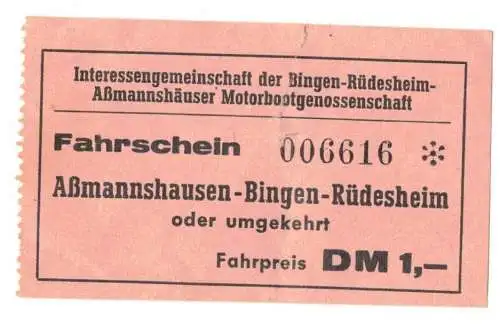 Interessengemeinschaft der Bingen-Rüdesheim-
Aßmannshäuser Motorbootgenossenschaft
Fahrschein 006616 ⁂
Aßmannshausen-Bingen-Rüdesheim
oder umgekehrt
Fahrpreis DM 1,–